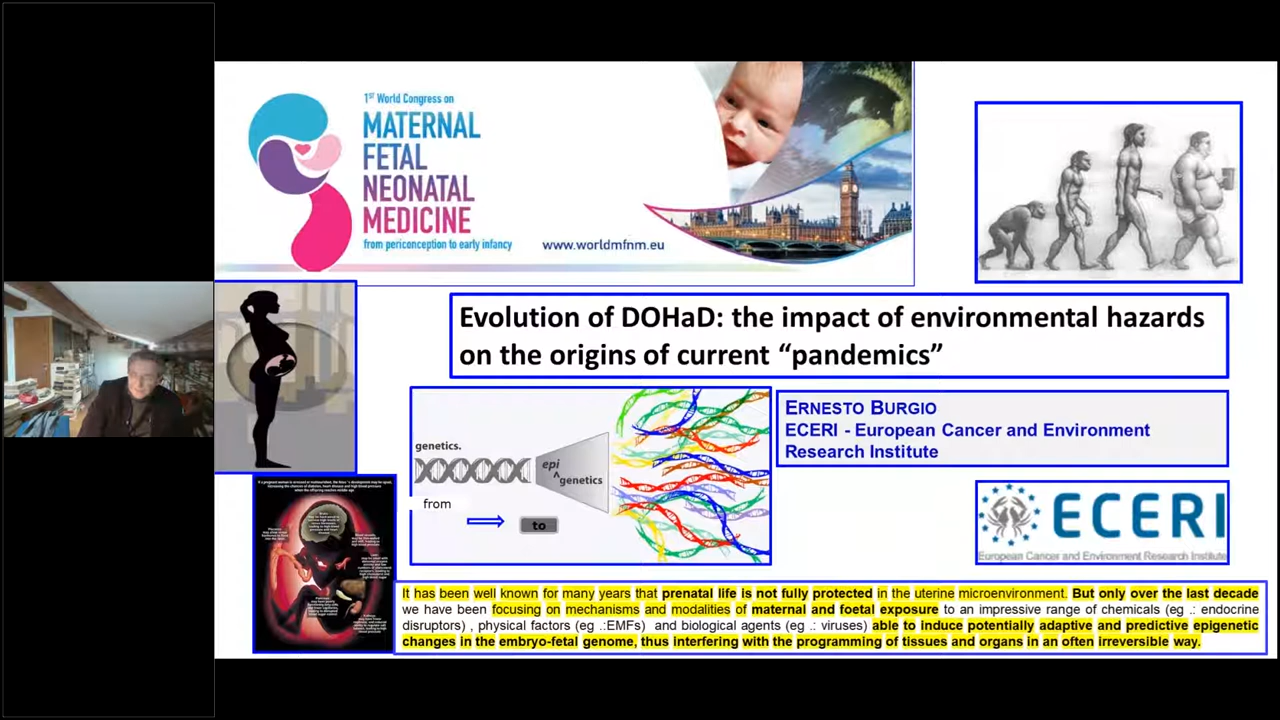 1ST World Congress on
MATERNAL
FETAL
NEONATAL
MEDICINE
from periconception to early infancy
www.worldmfnm.eu
Evolution of DOHaD: the impact of environmental hazards
on the origins of current “pandemics”
ERNESTO BURGIO
ECERI - European Cancer and Environment
Research Institute
genetics.
epi
^genetics
from
to
ECERI
European Cancer and Environment Research Institute
It has been well known for many years that prenatal life is not fully protected in the uterine microenvironment. But only over the last decade
we have been focusing on mechanisms and modalities of maternal and foetal exposure to an impressive range of chemicals (eg .: endocrine
disruptors) , physical factors (eg .:EMFs) and biological agents (eg.: viruses) able to induce potentially adaptive and predictive epigenetic
changes in the embryo-fetal genome, thus interfering with the programming of tissues and organs in an often irreversible way.